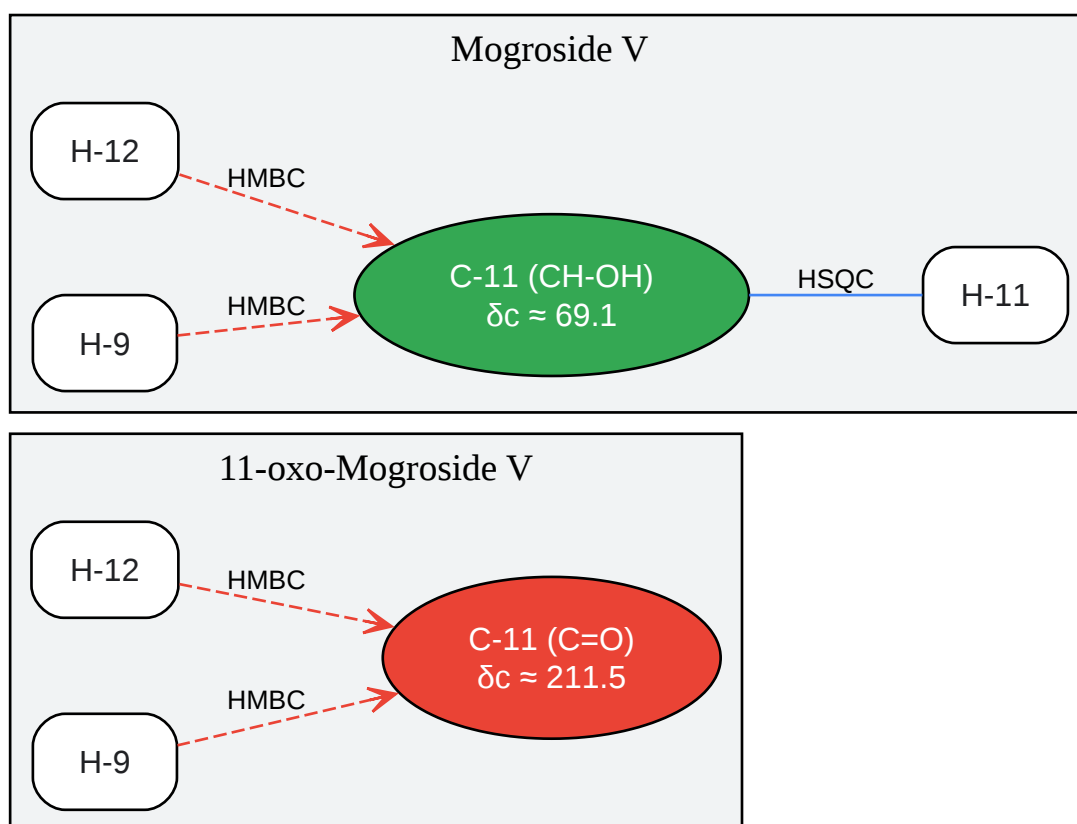 Mogroside V
H-12
HMBC
H-9
HMBC
C-11 (CH-OH)
δc ≈ 69.1
HSQC
H-11
11-oxo-Mogroside V
H-12
HMBC
H-9
HMBC
C-11 (C=O)
δc ≈ 211.5